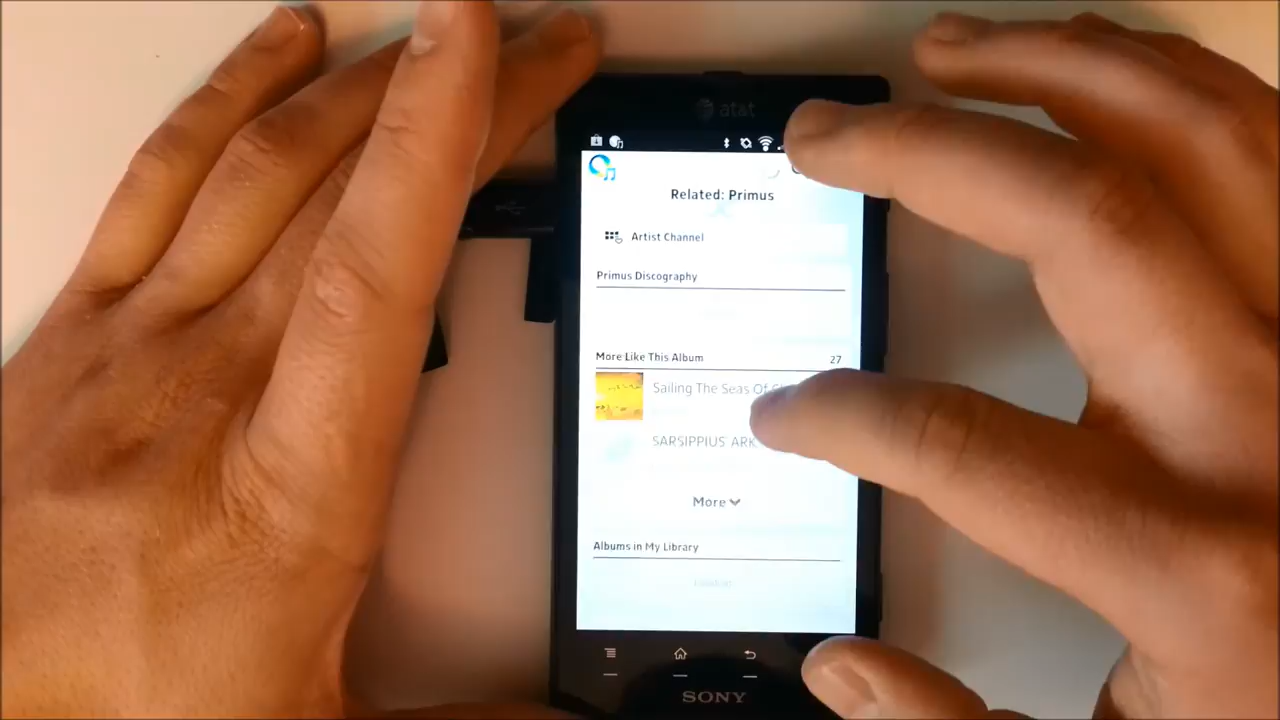 at&t
Related: Primus
Artist Channel
Primus Discography
More Like This Album 27
Sailing The Seas Of
SARSIPPIUS' ARK
More
Albums in My Library
SONY